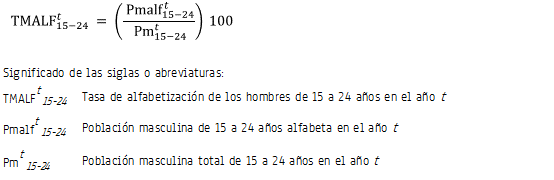 TMALF^t_15−24 = (Pmalf^t_15−24 / Pm^t_15−24) 100
Significado de las siglas o abreviaturas:
TMALF^t_15-24 Tasa de alfabetización de los hombres de 15 a 24 años en el año t
Pmalf^t_15-24 Población masculina de 15 a 24 años alfabeta en el año t
Pm^t_15-24 Población masculina total de 15 a 24 años en el año t